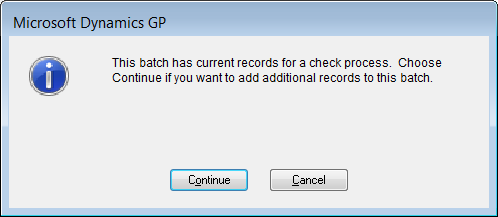 Microsoft Dynamics GP
This batch has current records for a check process.  Choose
Continue if you want to add additional records to this batch.
Continue
Cancel